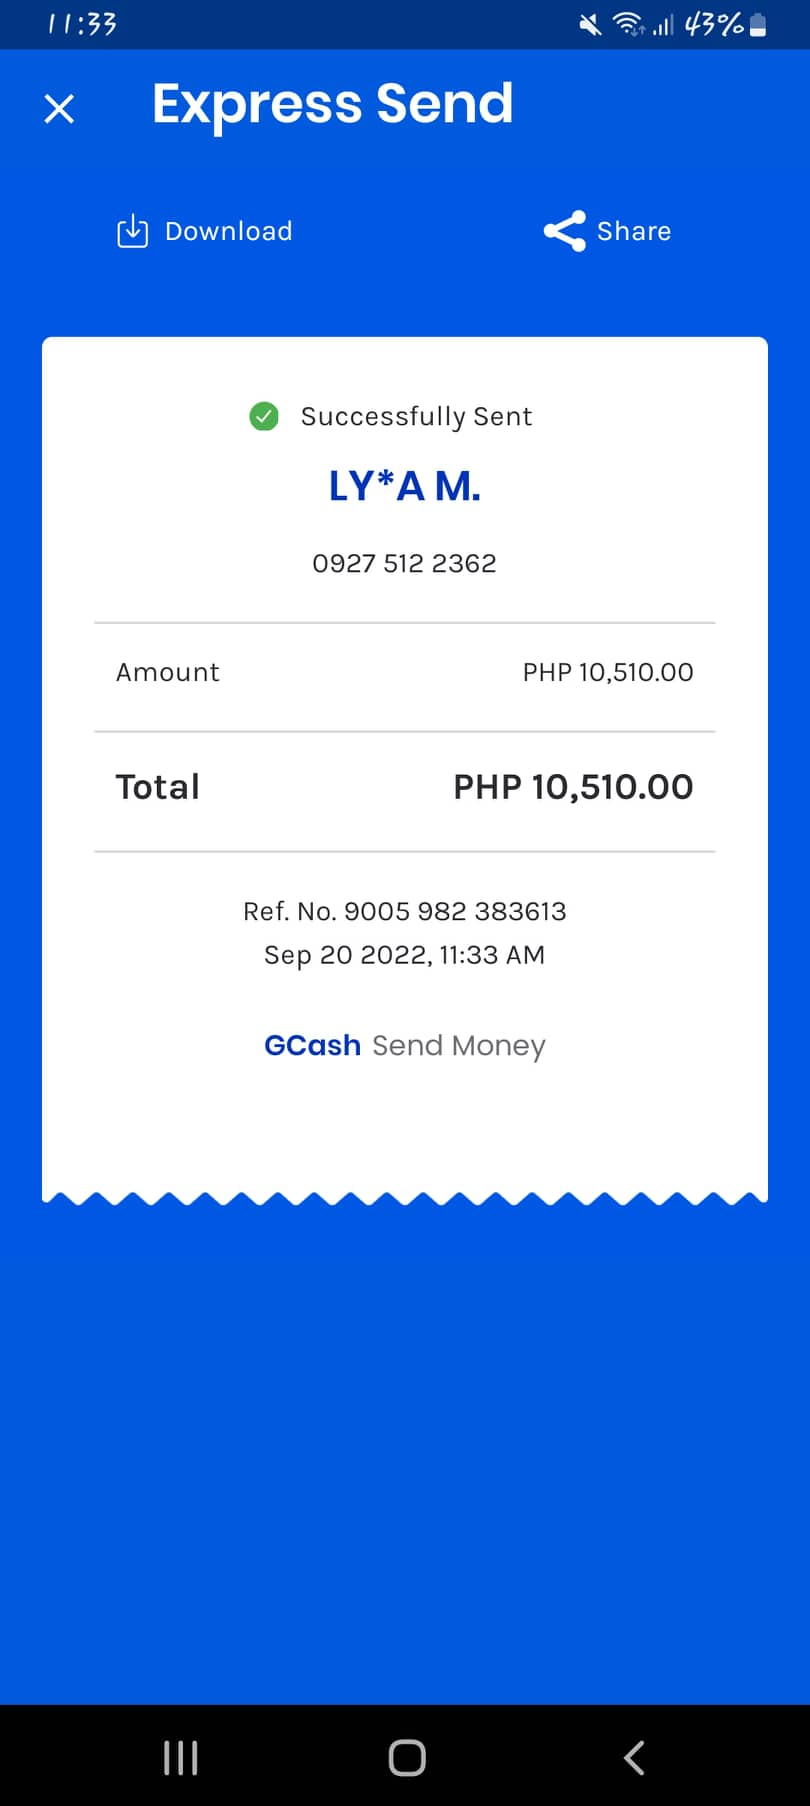 11:33 43%
Express Send
Download Share
Successfully Sent
LY*A M.
0927 512 2362
Amount PHP 10,510.00
Total PHP 10,510.00
Ref. No. 9005 982 383613
Sep 20 2022, 11:33 AM
GCash Send Money